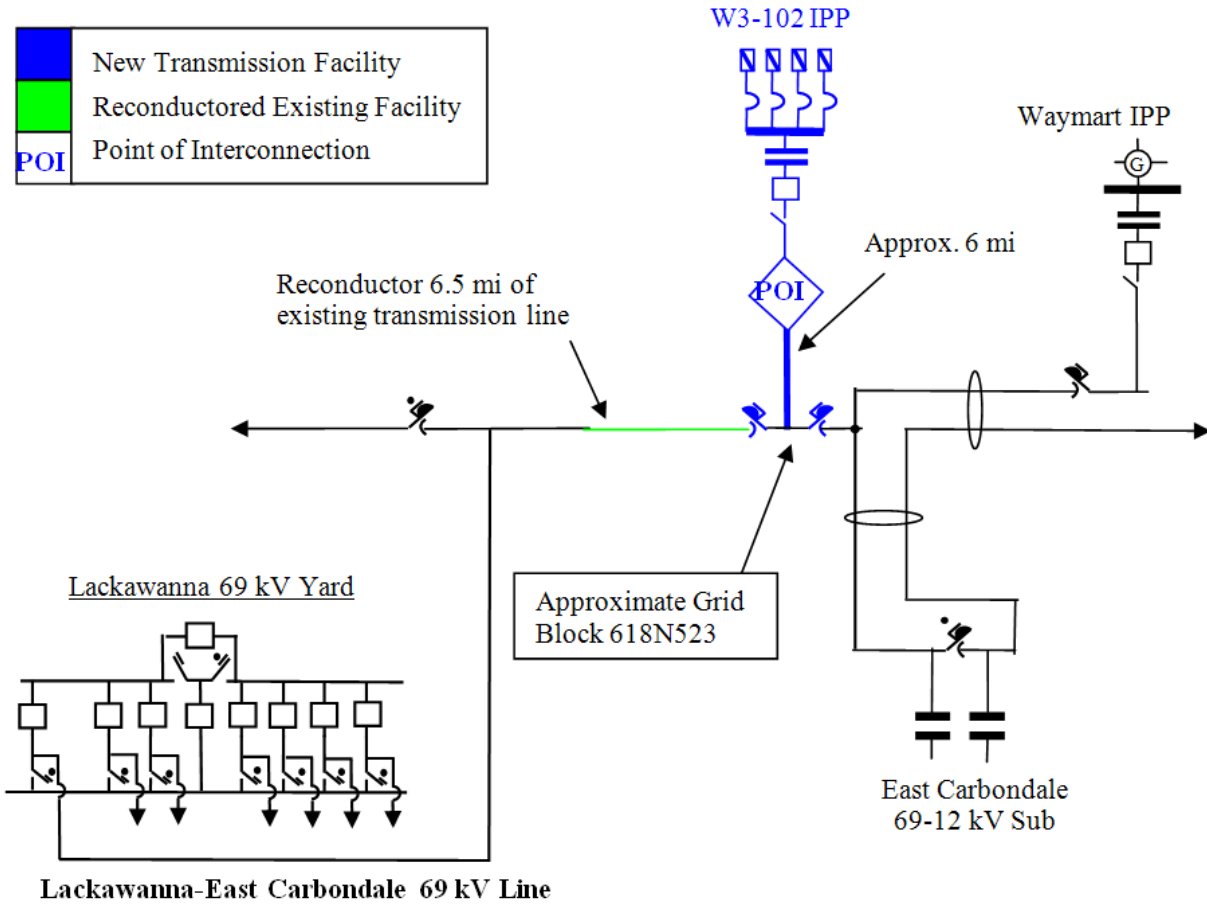 W3-102 IPP
New Transmission Facility
Reconductored Existing Facility
POI
Point of Interconnection
Waymart IPP
G
Approx. 6 mi
Reconductor 6.5 mi of
existing transmission line
POI
Approximate Grid
Block 618N523
Lackawanna 69 kV Yard
East Carbondale
69-12 kV Sub
Lackawanna-East Carbondale 69 kV Line